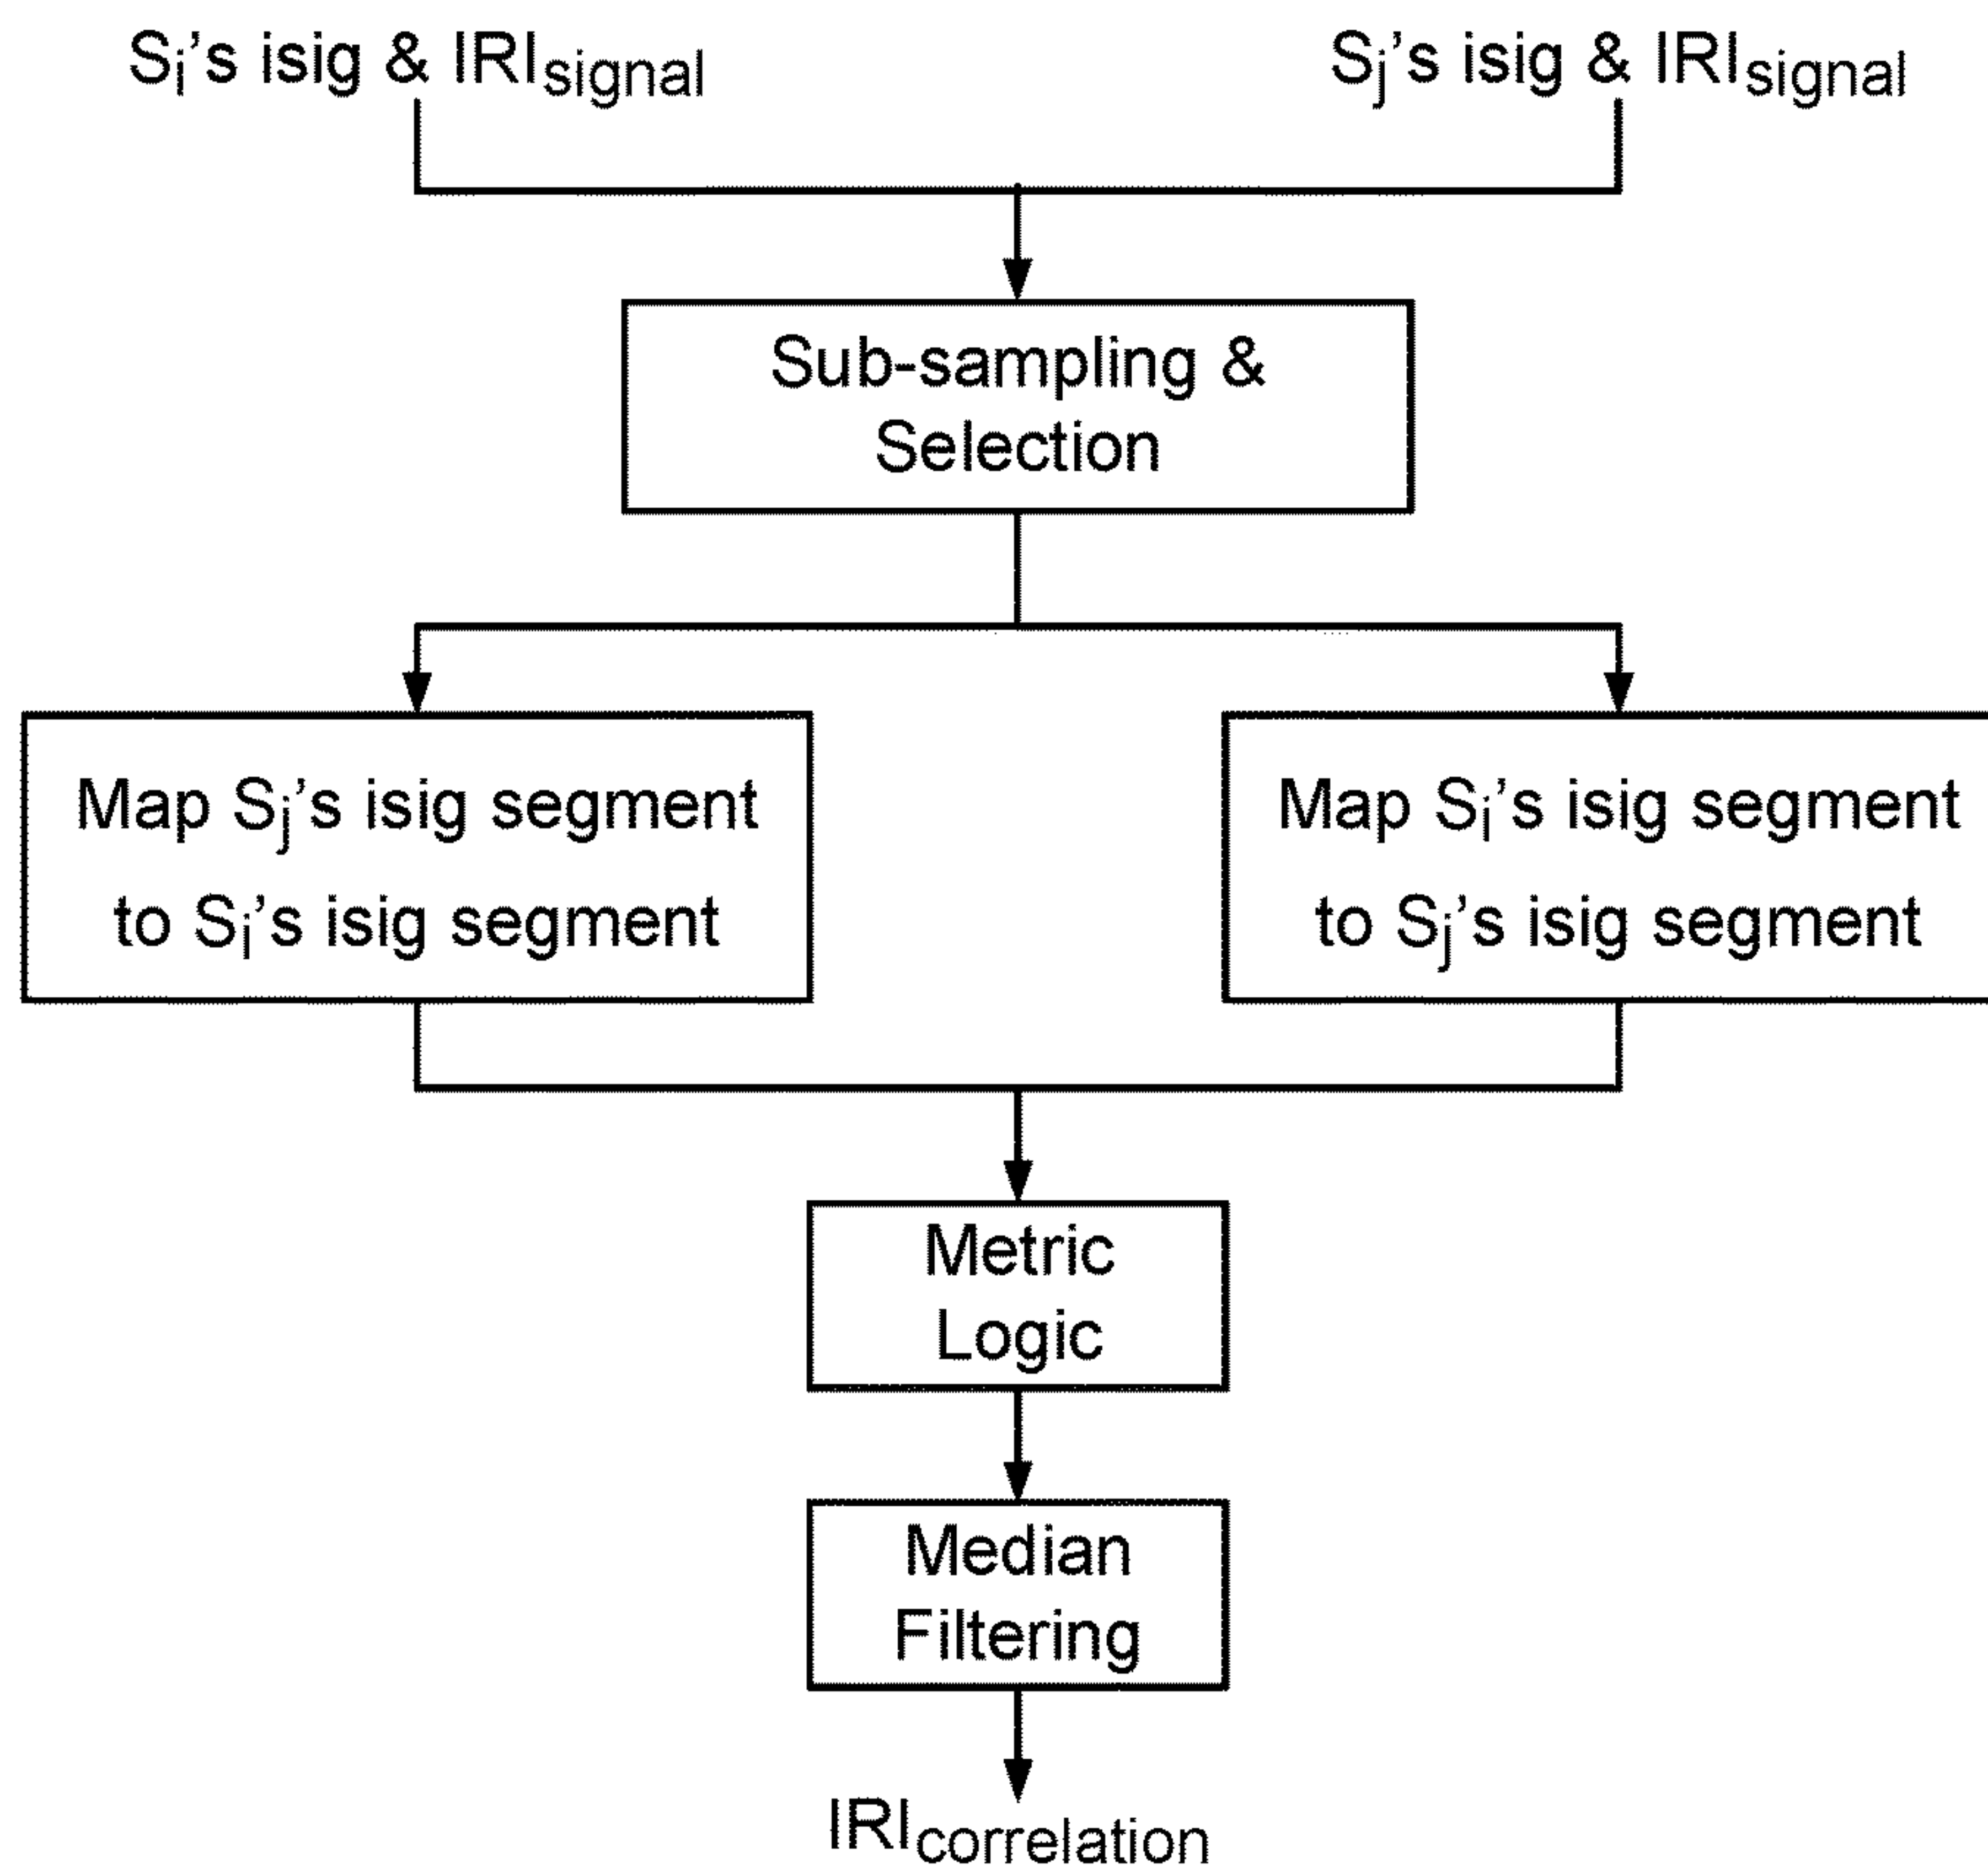 Si's isig & IRIsignal
Sj's isig & IRIsignal
Sub-sampling &
Selection
Map Sj's isig segment
to Si's isig segment
Map Si's isig segment
to Sj's isig segment
Metric
Logic
Median
Filtering
IRIcorrelation